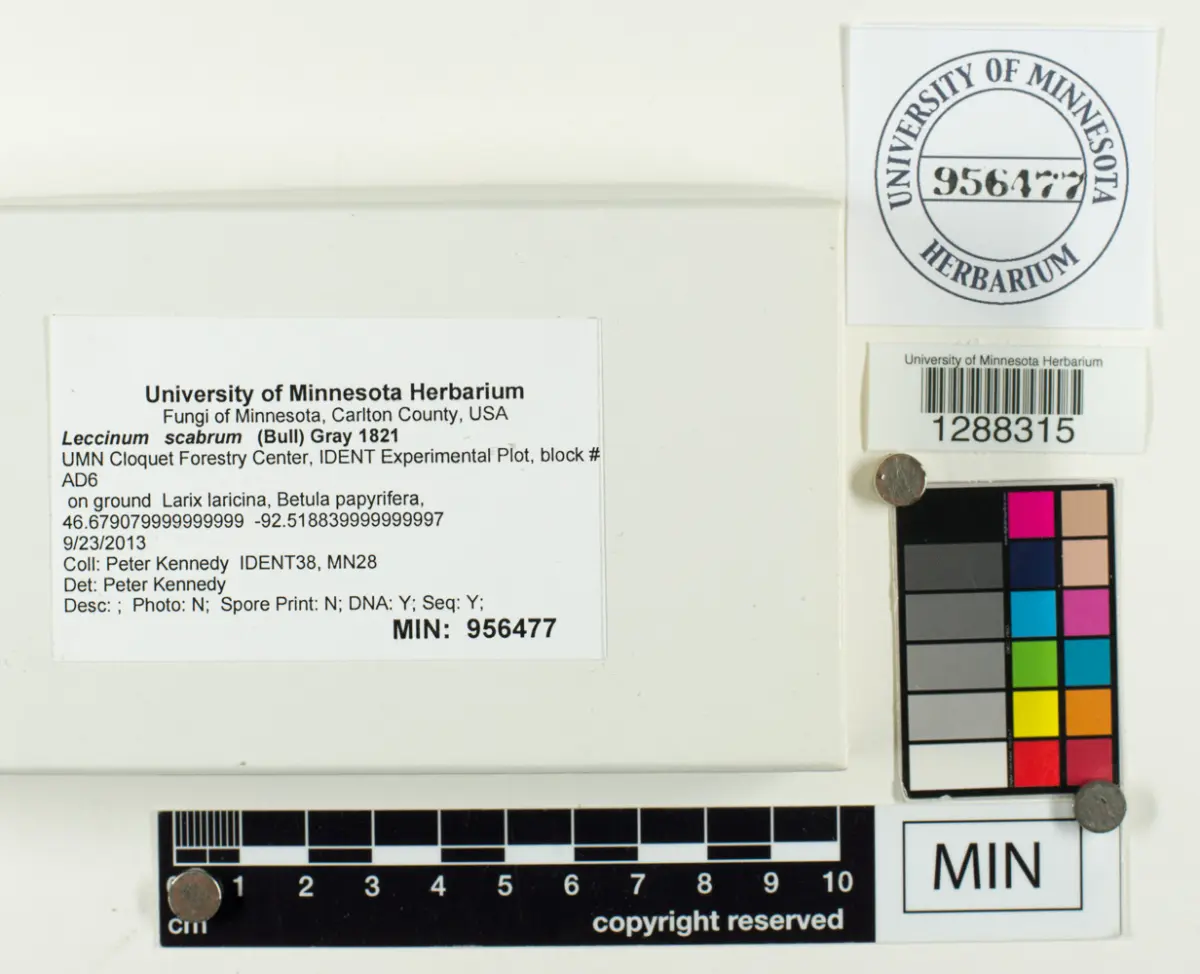 UNIVERSITY OF MINNESOTA
956477
HERBARIUM
University of Minnesota Herbarium
1288315
University of Minnesota Herbarium
Fungi of Minnesota, Carlton County, USA
Leccinum scabrum (Bull) Gray 1821
UMN Cloquet Forestry Center, IDENT Experimental Plot, block #
AD6
on ground Larix laricina, Betula papyrifera,
46.679079999999999 -92.518839999999997
9/23/2013
Coll: Peter Kennedy IDENT38, MN28
Det: Peter Kennedy
Desc: ; Photo: N; Spore Print: N; DNA: Y; Seq: Y;
MIN: 956477
1 2 3 4 5 6 7 8 9 10
cm
copyright reserved
MIN